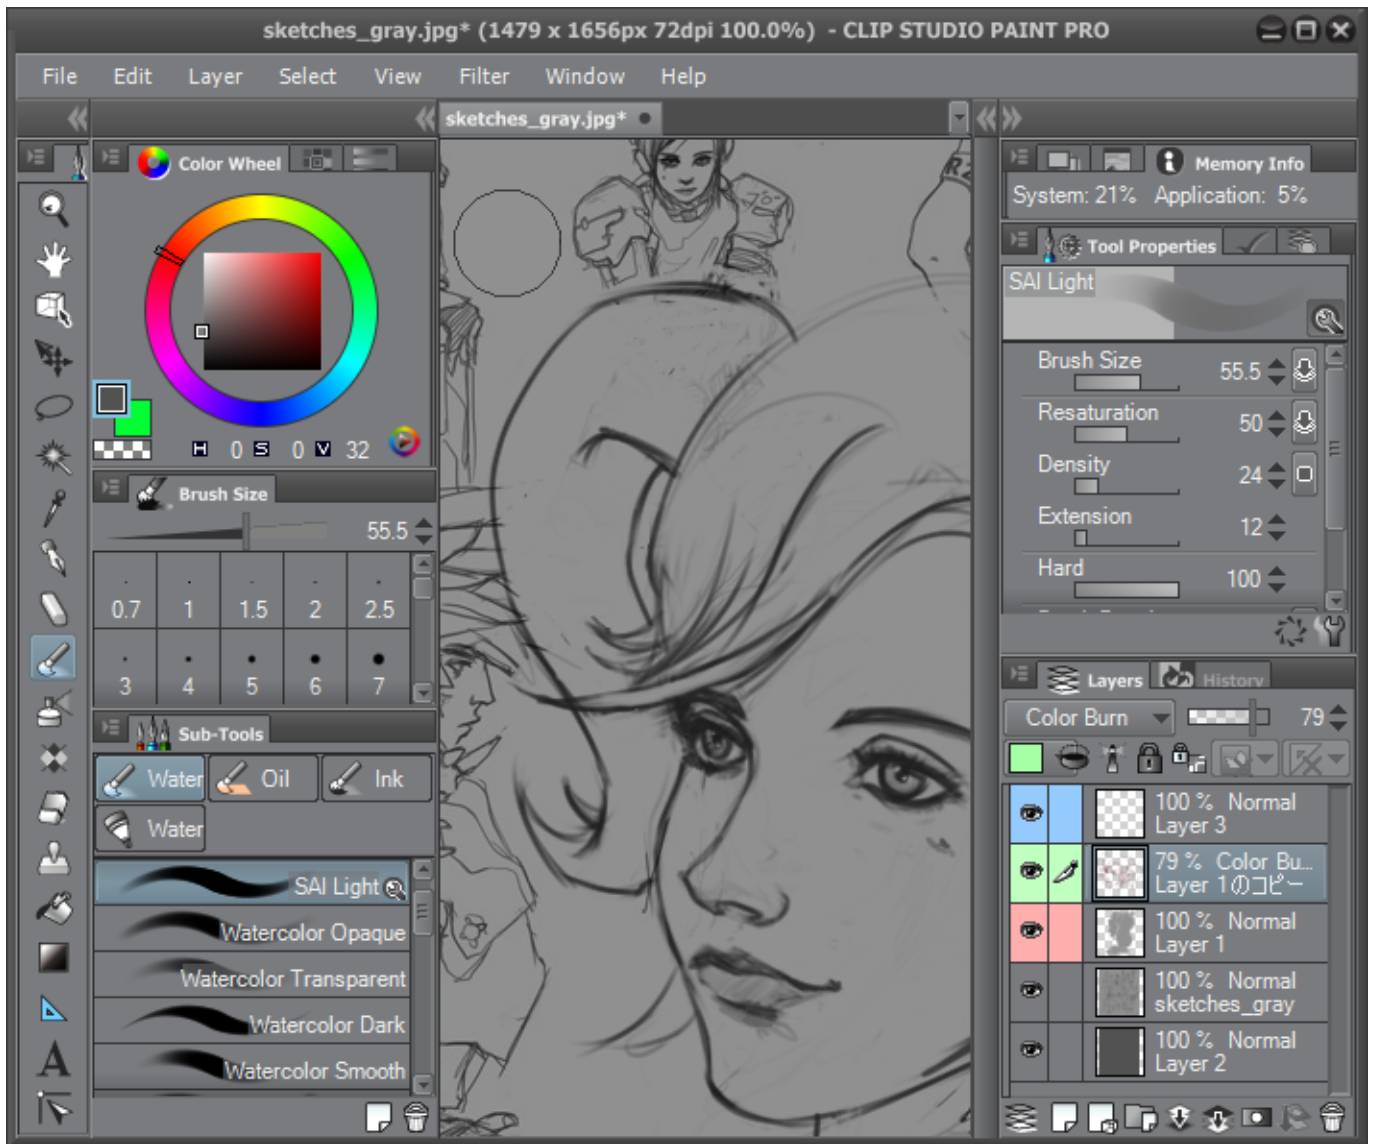 sketches_gray.jpg* (1479 x 1656px 72dpi 100.0%) - CLIP STUDIO PAINT PRO
File Edit Layer Select View Filter Window Help
sketches_gray.jpg*
Color Wheel
H 0 S 0 V 32
Brush Size
55.5
0.7 1 1.5 2 2.5
3 4 5 6 7
Sub-Tools
Water Oil Ink
Water
SAI Light
Watercolor Opaque
Watercolor Transparent
Watercolor Dark
Watercolor Smooth
Memory Info
System: 21% Application: 5%
Tool Properties
SAI Light
Brush Size 55.5
Resaturation 50
Density 24
Extension 12
Hard 100
Layers History
Color Burn 79
100 % Normal
Layer 3
79 % Color Bu...
Layer 1のコピー
100 % Normal
Layer 1
100 % Normal
sketches_gray
100 % Normal
Layer 2